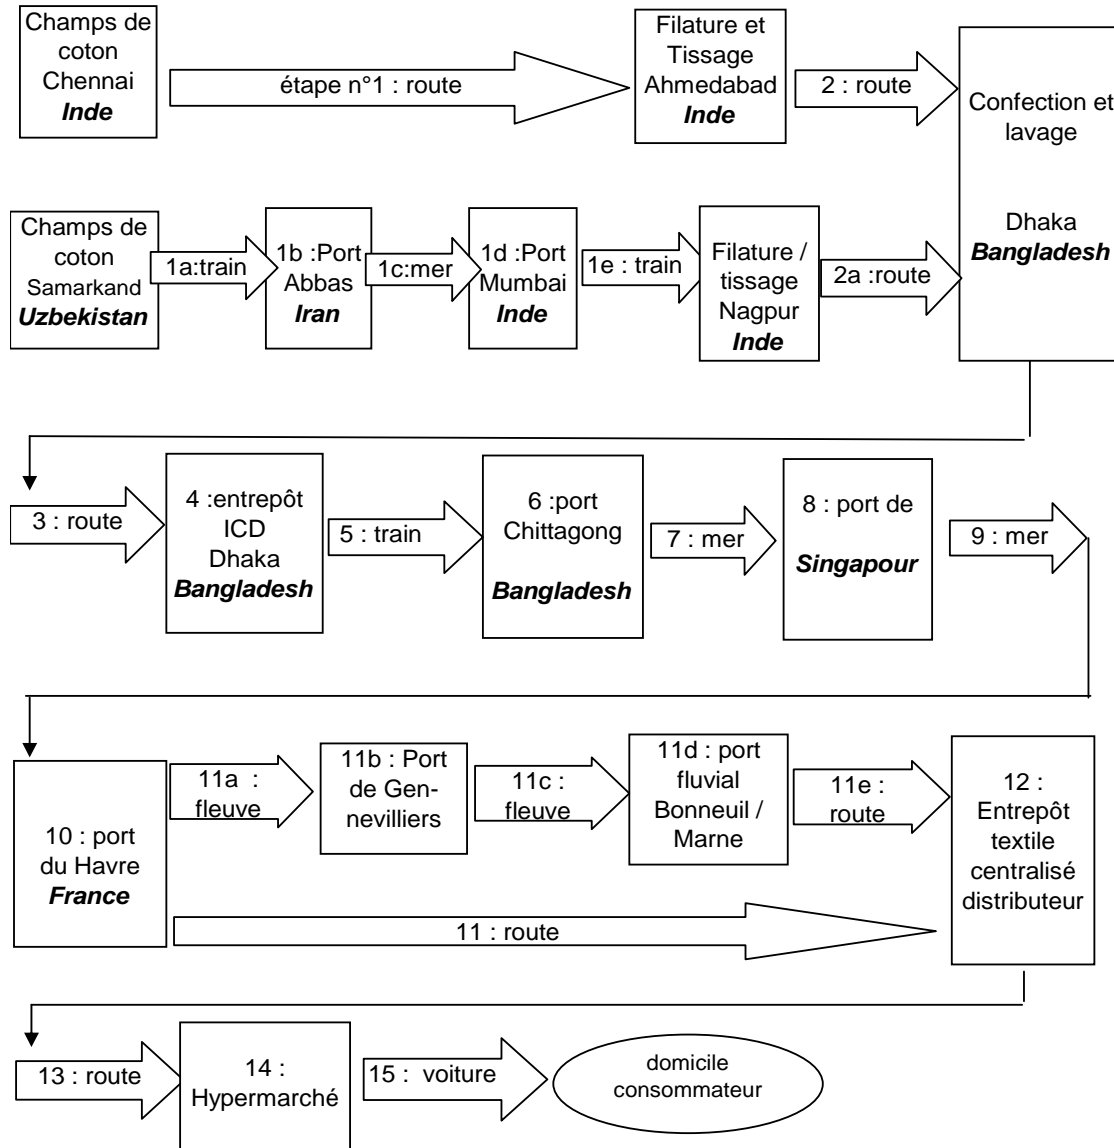 Champs de
coton
Chennai
Inde
étape n°1 : route
Filature et
Tissage
Ahmedabad
Inde
2 : route
Confection et
lavage
Dhaka
Bangladesh
Champs de
coton
Samarkand
Uzbekistan
1a:train
1b :Port
Abbas
Iran
1c:mer
1d :Port
Mumbai
Inde
1e : train
Filature /
tissage
Nagpur
Inde
2a :route
3 : route
4 :entrepôt
ICD
Dhaka
Bangladesh
5 : train
6 :port
Chittagong
Bangladesh
7 : mer
8 : port de
Singapour
9 : mer
10 : port
du Havre
France
11a :
fleuve
11b : Port
de Gen-
nevilliers
11c :
fleuve
11d : port
fluvial
Bonneuil /
Marne
11e :
route
11 : route
12 :
Entrepôt
textile
centralisé
distributeur
13 : route
14 :
Hypermarché
15 : voiture
domicile
consommateur